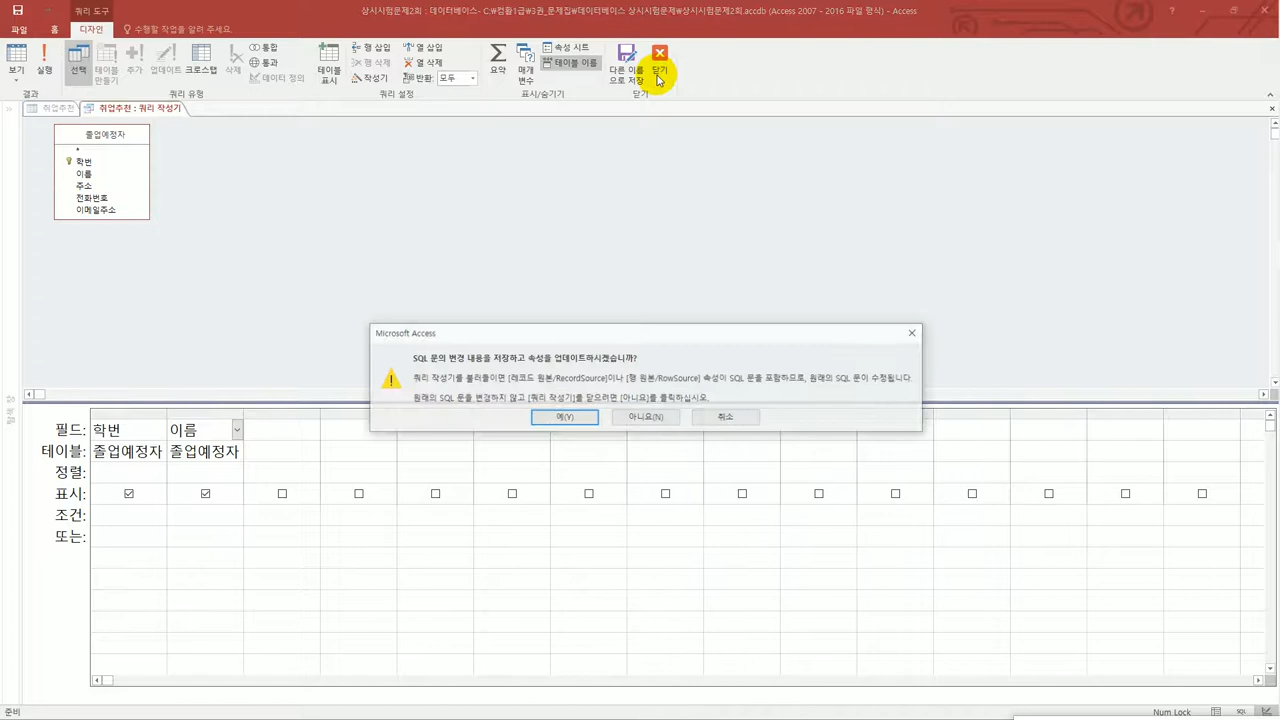 쿼리 도구
상시시험문제2회 : 데이터베이스- C:₩컴활1급₩3권_문제집₩데이터베이스 상시시험문제₩상시시험문제2회.accdb (Access 2007 - 2016 파일 형식) - Access
파일 홈 디자인 수행할 작업을 알려 주세요.
보기
실행
선택
테이블 만들기
추가
업데이트
크로스탭
삭제
통합
통과
데이터 정의
테이블 표시
행 삽입
행 삭제
작성기
열 삽입
열 삭제
반환: 모두
요약
매개 변수
속성 시트
테이블 이름
다른 이름으로 저장
닫기
결과
쿼리 유형
쿼리 설정
표시/숨기기
닫기
취업추천
취업추천 : 쿼리 작성기
졸업예정자
*
학번
이름
주소
전화번호
이메일주소
Microsoft Access
SQL 문의 변경 내용을 저장하고 속성을 업데이트하시겠습니까?
쿼리 작성기를 불러들이면 [레코드 원본/RecordSource]이나 [행 원본/RowSource] 속성이 SQL 문을 포함하므로, 원래의 SQL 문이 수정됩니다.
원래의 SQL 문을 변경하지 않고 [쿼리 작성기]를 닫으려면 [아니요]를 클릭하십시오.
예(Y)
아니요(N)
취소
필드: 학번 이름
테이블: 졸업예정자 졸업예정자
정렬:
표시:
조건:
또는:
준비
Num Lock
SQL